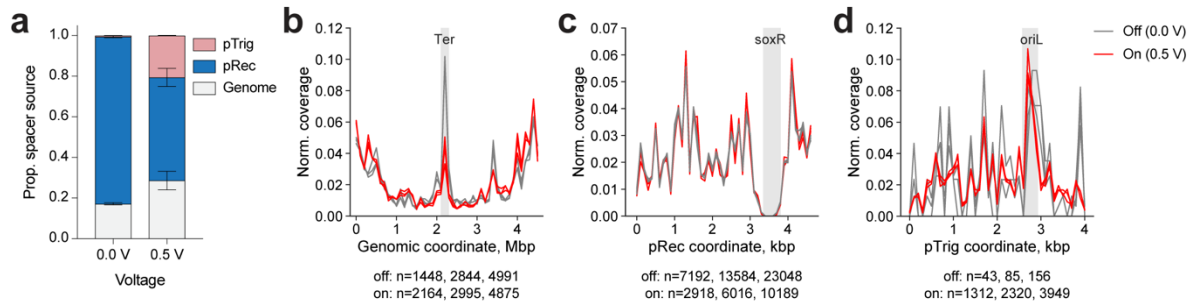 a
Prop. spacer source
1.0
0.8
0.6
0.4
0.2
0.0
0.0 V
0.5 V
Voltage
pTrig
pRec
Genome
b
Norm. coverage
0.12
0.10
0.08
0.06
0.04
0.02
0.00
Ter
0 1 2 3 4
Genomic coordinate, Mbp
off: n=1448, 2844, 4991
on: n=2164, 2995, 4875
c
Norm. coverage
0.07
0.06
0.05
0.04
0.03
0.02
0.01
0.00
soxR
0 1 2 3 4
pRec coordinate, kbp
off: n=7192, 13584, 23048
on: n=2918, 6016, 10189
d
Norm. coverage
0.12
0.10
0.08
0.06
0.04
0.02
0.00
oriL
0 1 2 3 4
pTrig coordinate, kbp
off: n=43, 85, 156
on: n=1312, 2320, 3949
Off (0.0 V)
On (0.5 V)